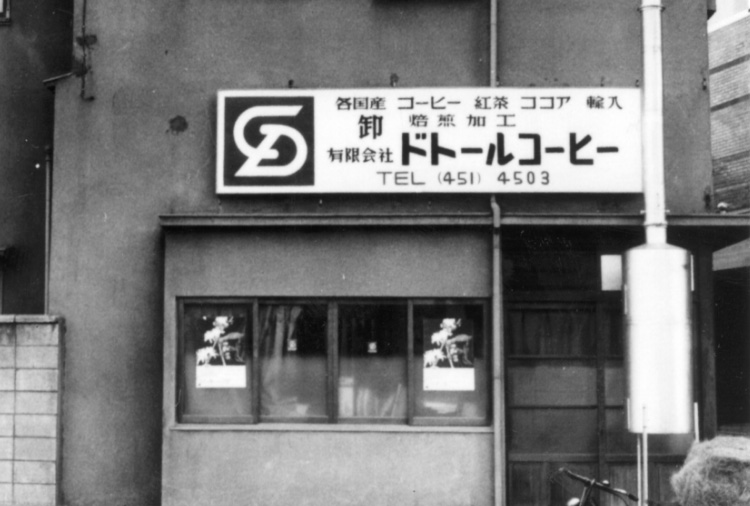 各国産 コーヒー 紅茶 ココア 輸入
卸 焙煎加工
有限会社 ドトールコーヒー
TEL (451) 4503